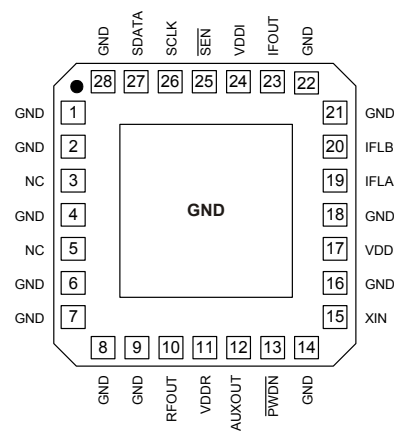 GND SDATA SCLK SEN VDDI IFOUT GND
28 27 26 25 24 23 22
GND 1 21 GND
GND 2 20 IFLB
NC 3 19 IFLA
GND 4 GND 18 GND
NC 5 17 VDD
GND 6 16 GND
GND 7 15 XIN
8 9 10 11 12 13 14
GND GND RFOUT VDDR AUXOUT PWDN GND